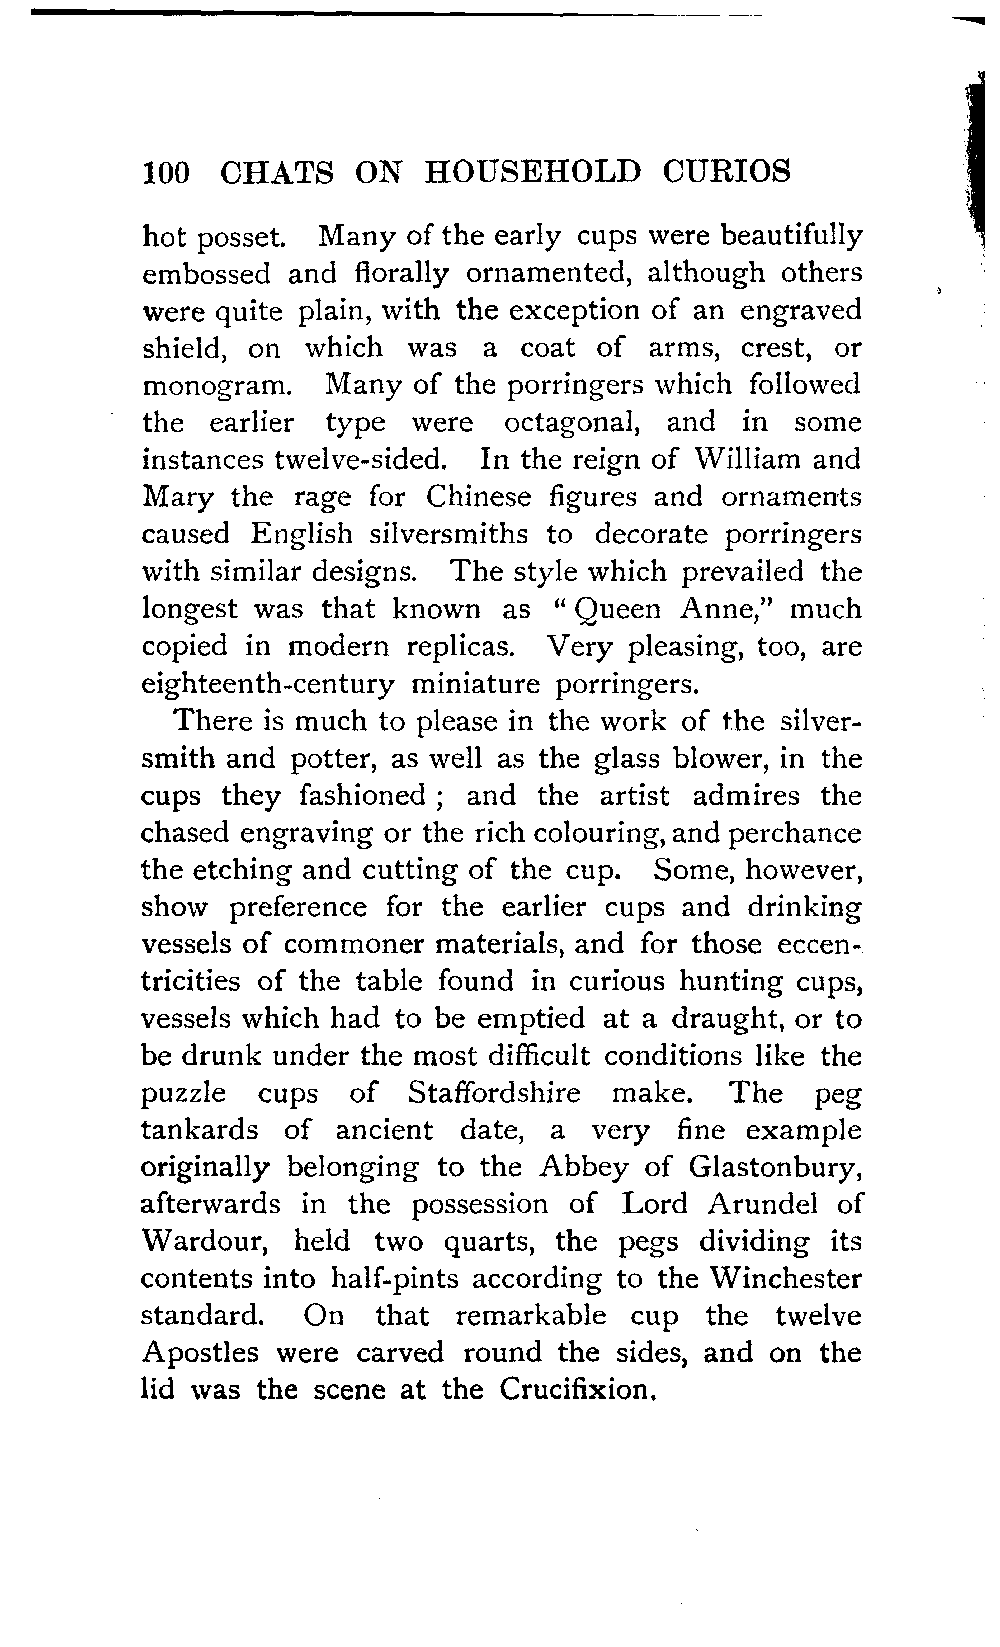 100 CHATS ON HOUSEHOLD CURIOS
hot posset. Many of the early cups were beautifully
embossed and florally ornamented, although others
were quite plain, with the exception of an engraved
shield, on which was a coat of arms, crest, or
monogram. Many of the porringers which followed
the earlier type were octagonal, and in some
instances twelve-sided. In the reign of William and
Mary the rage for Chinese figures and ornaments
caused English silversmiths to decorate porringers
with similar designs. The style which prevailed the
longest was that known as “Queen Anne,” much
copied in modern replicas. Very pleasing, too, are
eighteenth-century miniature porringers.
There is much to please in the work of the silver-
smith and potter, as well as the glass blower, in the
cups they fashioned ; and the artist admires the
chased engraving or the rich colouring, and perchance
the etching and cutting of the cup. Some, however,
show preference for the earlier cups and drinking
vessels of commoner materials, and for those eccen-
tricities of the table found in curious hunting cups,
vessels which had to be emptied at a draught, or to
be drunk under the most difficult conditions like the
puzzle cups of Staffordshire make. The peg
tankards of ancient date, a very fine example
originally belonging to the Abbey of Glastonbury,
afterwards in the possession of Lord Arundel of
Wardour, held two quarts, the pegs dividing its
contents into half-pints according to the Winchester
standard. On that remarkable cup the twelve
Apostles were carved round the sides, and on the
lid was the scene at the Crucifixion.